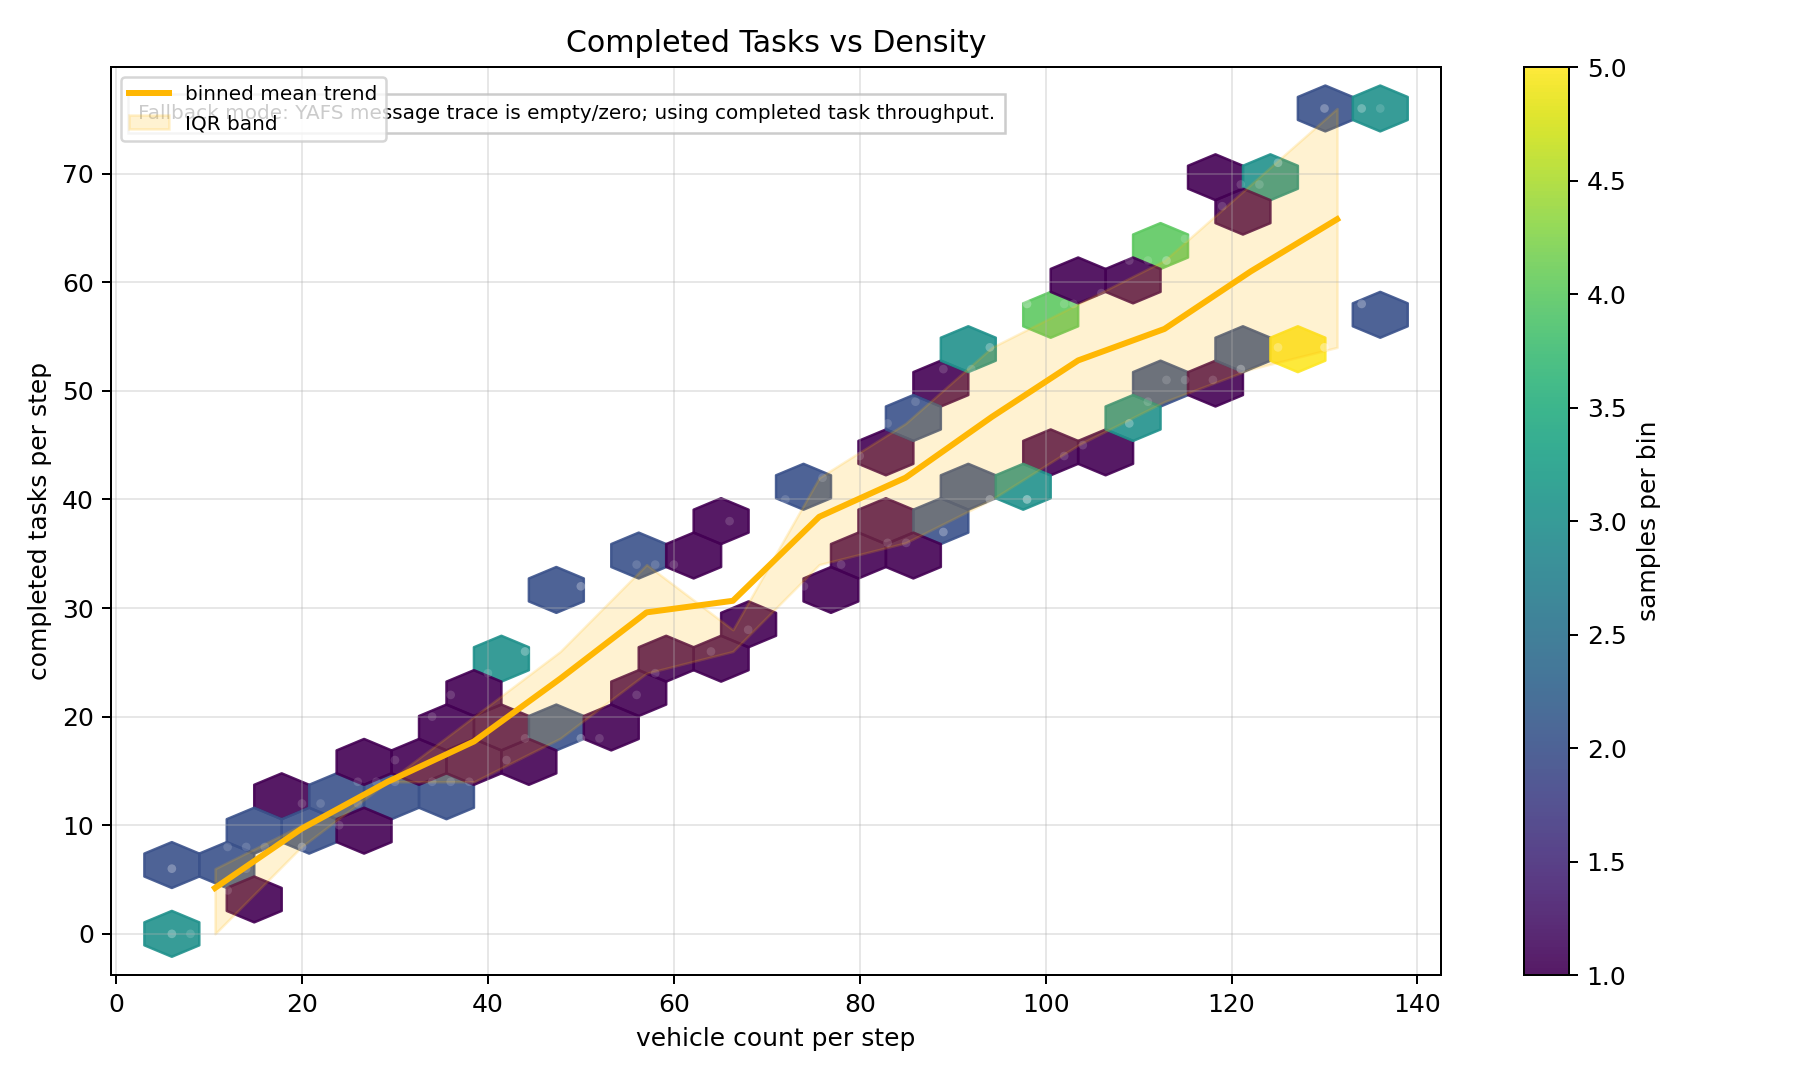 Completed Tasks vs Density
binned mean trend
Fallback mode: YAFS message trace is empty/zero; using completed task throughput.
IQR band
completed tasks per step
70
60
50
40
30
20
10
0
0 20 40 60 80 100 120 140
vehicle count per step
5.0
4.5
4.0
3.5
3.0
2.5
2.0
1.5
1.0
samples per bin